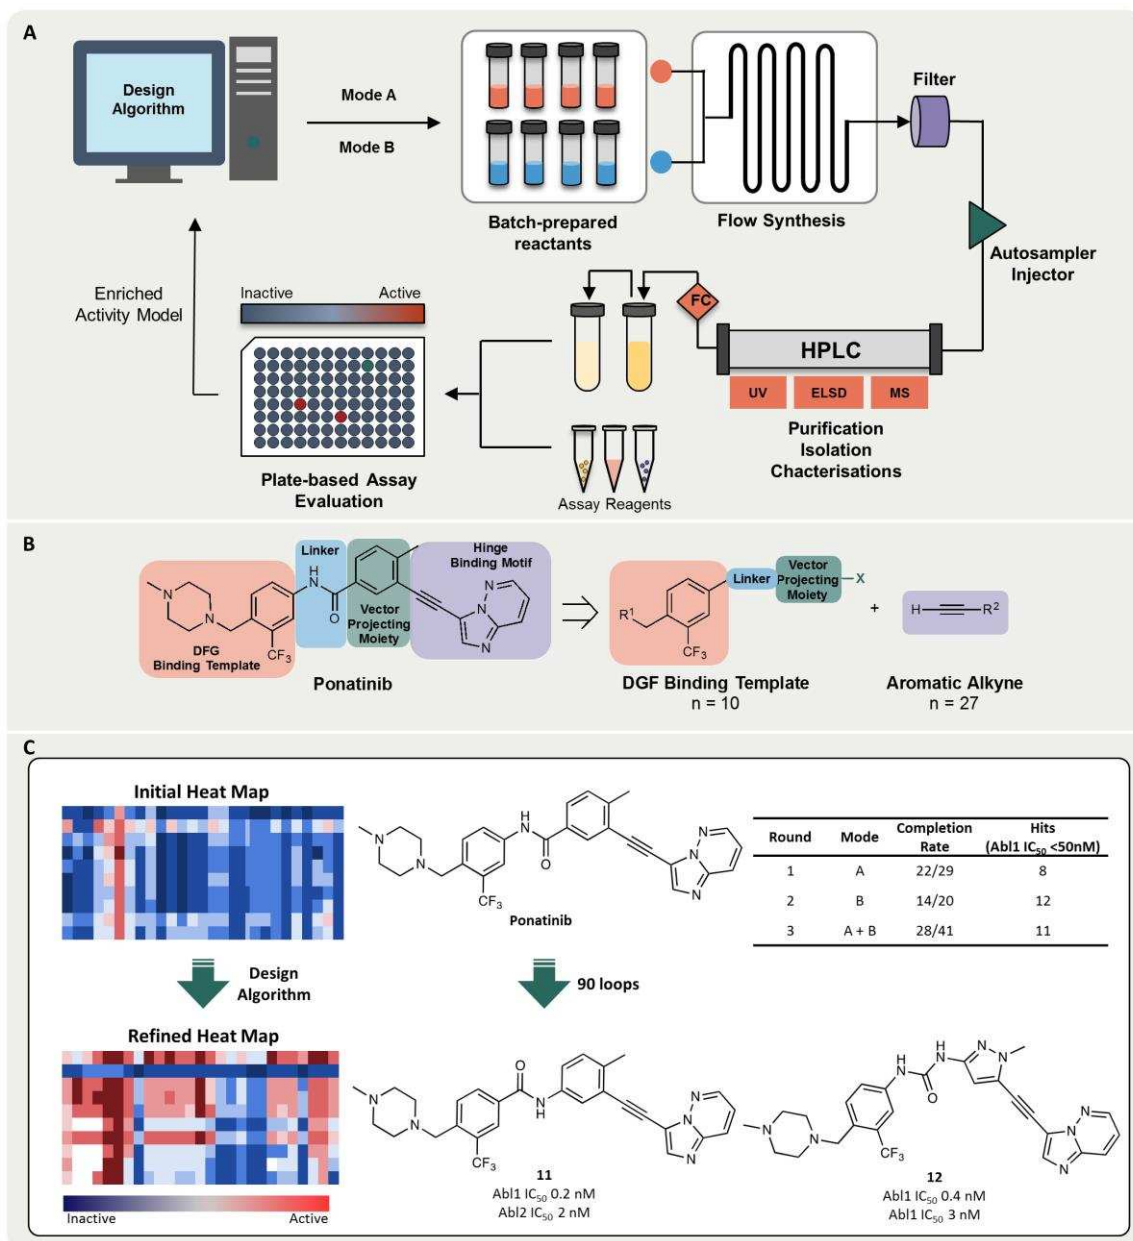 A
Design
Algorithm
Mode A
Mode B
Batch-prepared
reactants
Flow Synthesis
Filter
Autosampler
Injector
FC
HPLC
UV
ELSD
MS
Purification
Isolation
Chacterisations
Assay Reagents
Inactive
Active
Plate-based Assay
Evaluation
Enriched
Activity Model
B
DFG
Binding Template
Linker
Vector
Projecting
Moiety
Hinge
Binding Motif
N
N
CF₃
H
N
O
N
N
N
Ponatinib
R¹
CF₃
Linker
Vector
Projecting
Moiety
X
DGF Binding Template
n = 10
+
H
R²
Aromatic Alkyne
n = 27
C
Initial Heat Map
Design
Algorithm
Refined Heat Map
Inactive
Active
N
N
CF₃
H
N
O
N
N
N
Ponatinib
90 loops
Round Mode Completion Rate Hits (Abl1 IC₅₀ <50nM)
1 A 22/29 8
2 B 14/20 12
3 A + B 28/41 11
N
N
CF₃
O
N
H
N
N
N
11
Abl1 IC₅₀ 0.2 nM
Abl2 IC₅₀ 2 nM
N
N
CF₃
H
N
O
H
N
N
N
N
N
N
12
Abl1 IC₅₀ 0.4 nM
Abl1 IC₅₀ 3 nM